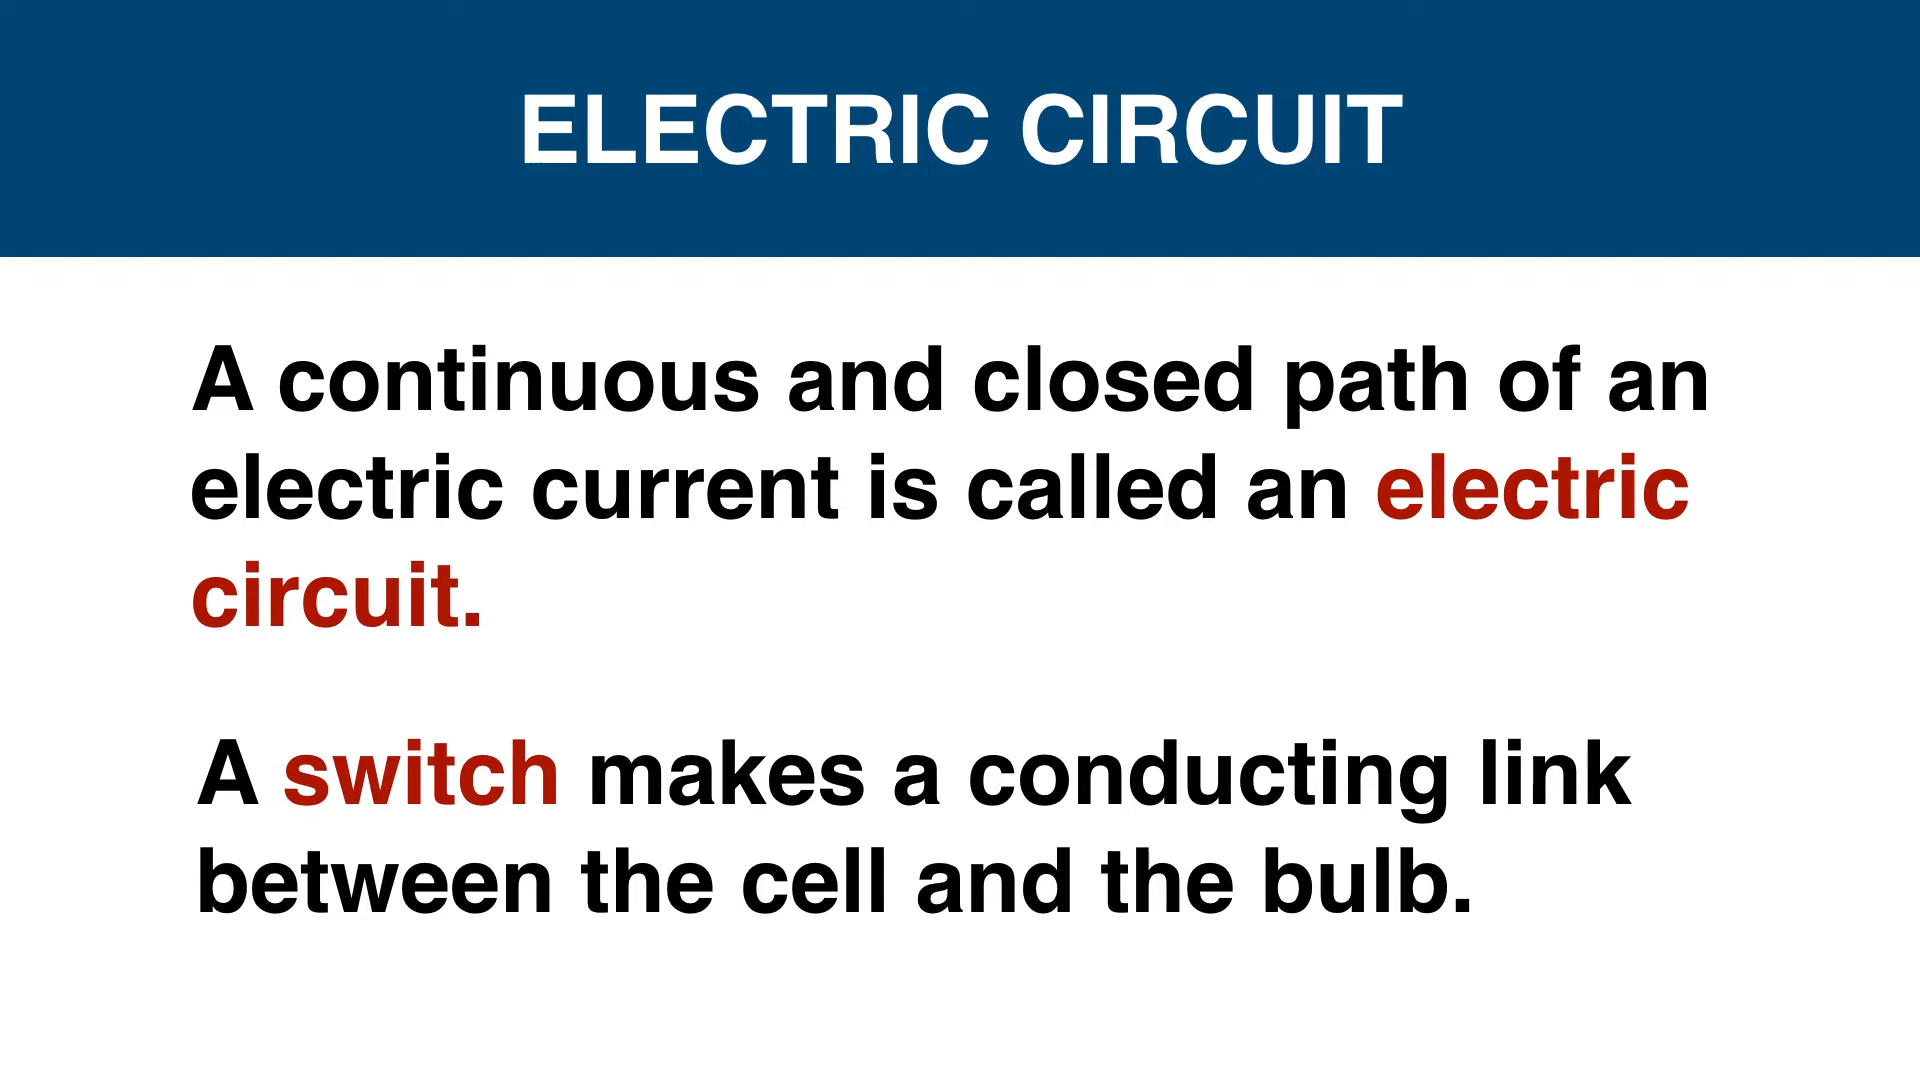 ELECTRIC CIRCUIT
A continuous and closed path of an
electric current is called an electric
circuit.
A switch makes a conducting link
between the cell and the bulb.